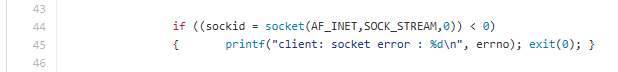 43
44 if ((sockid = socket(AF_INET,SOCK_STREAM,0)) < 0)
45 { printf("client: socket error : %d\n", errno); exit(0); }
46